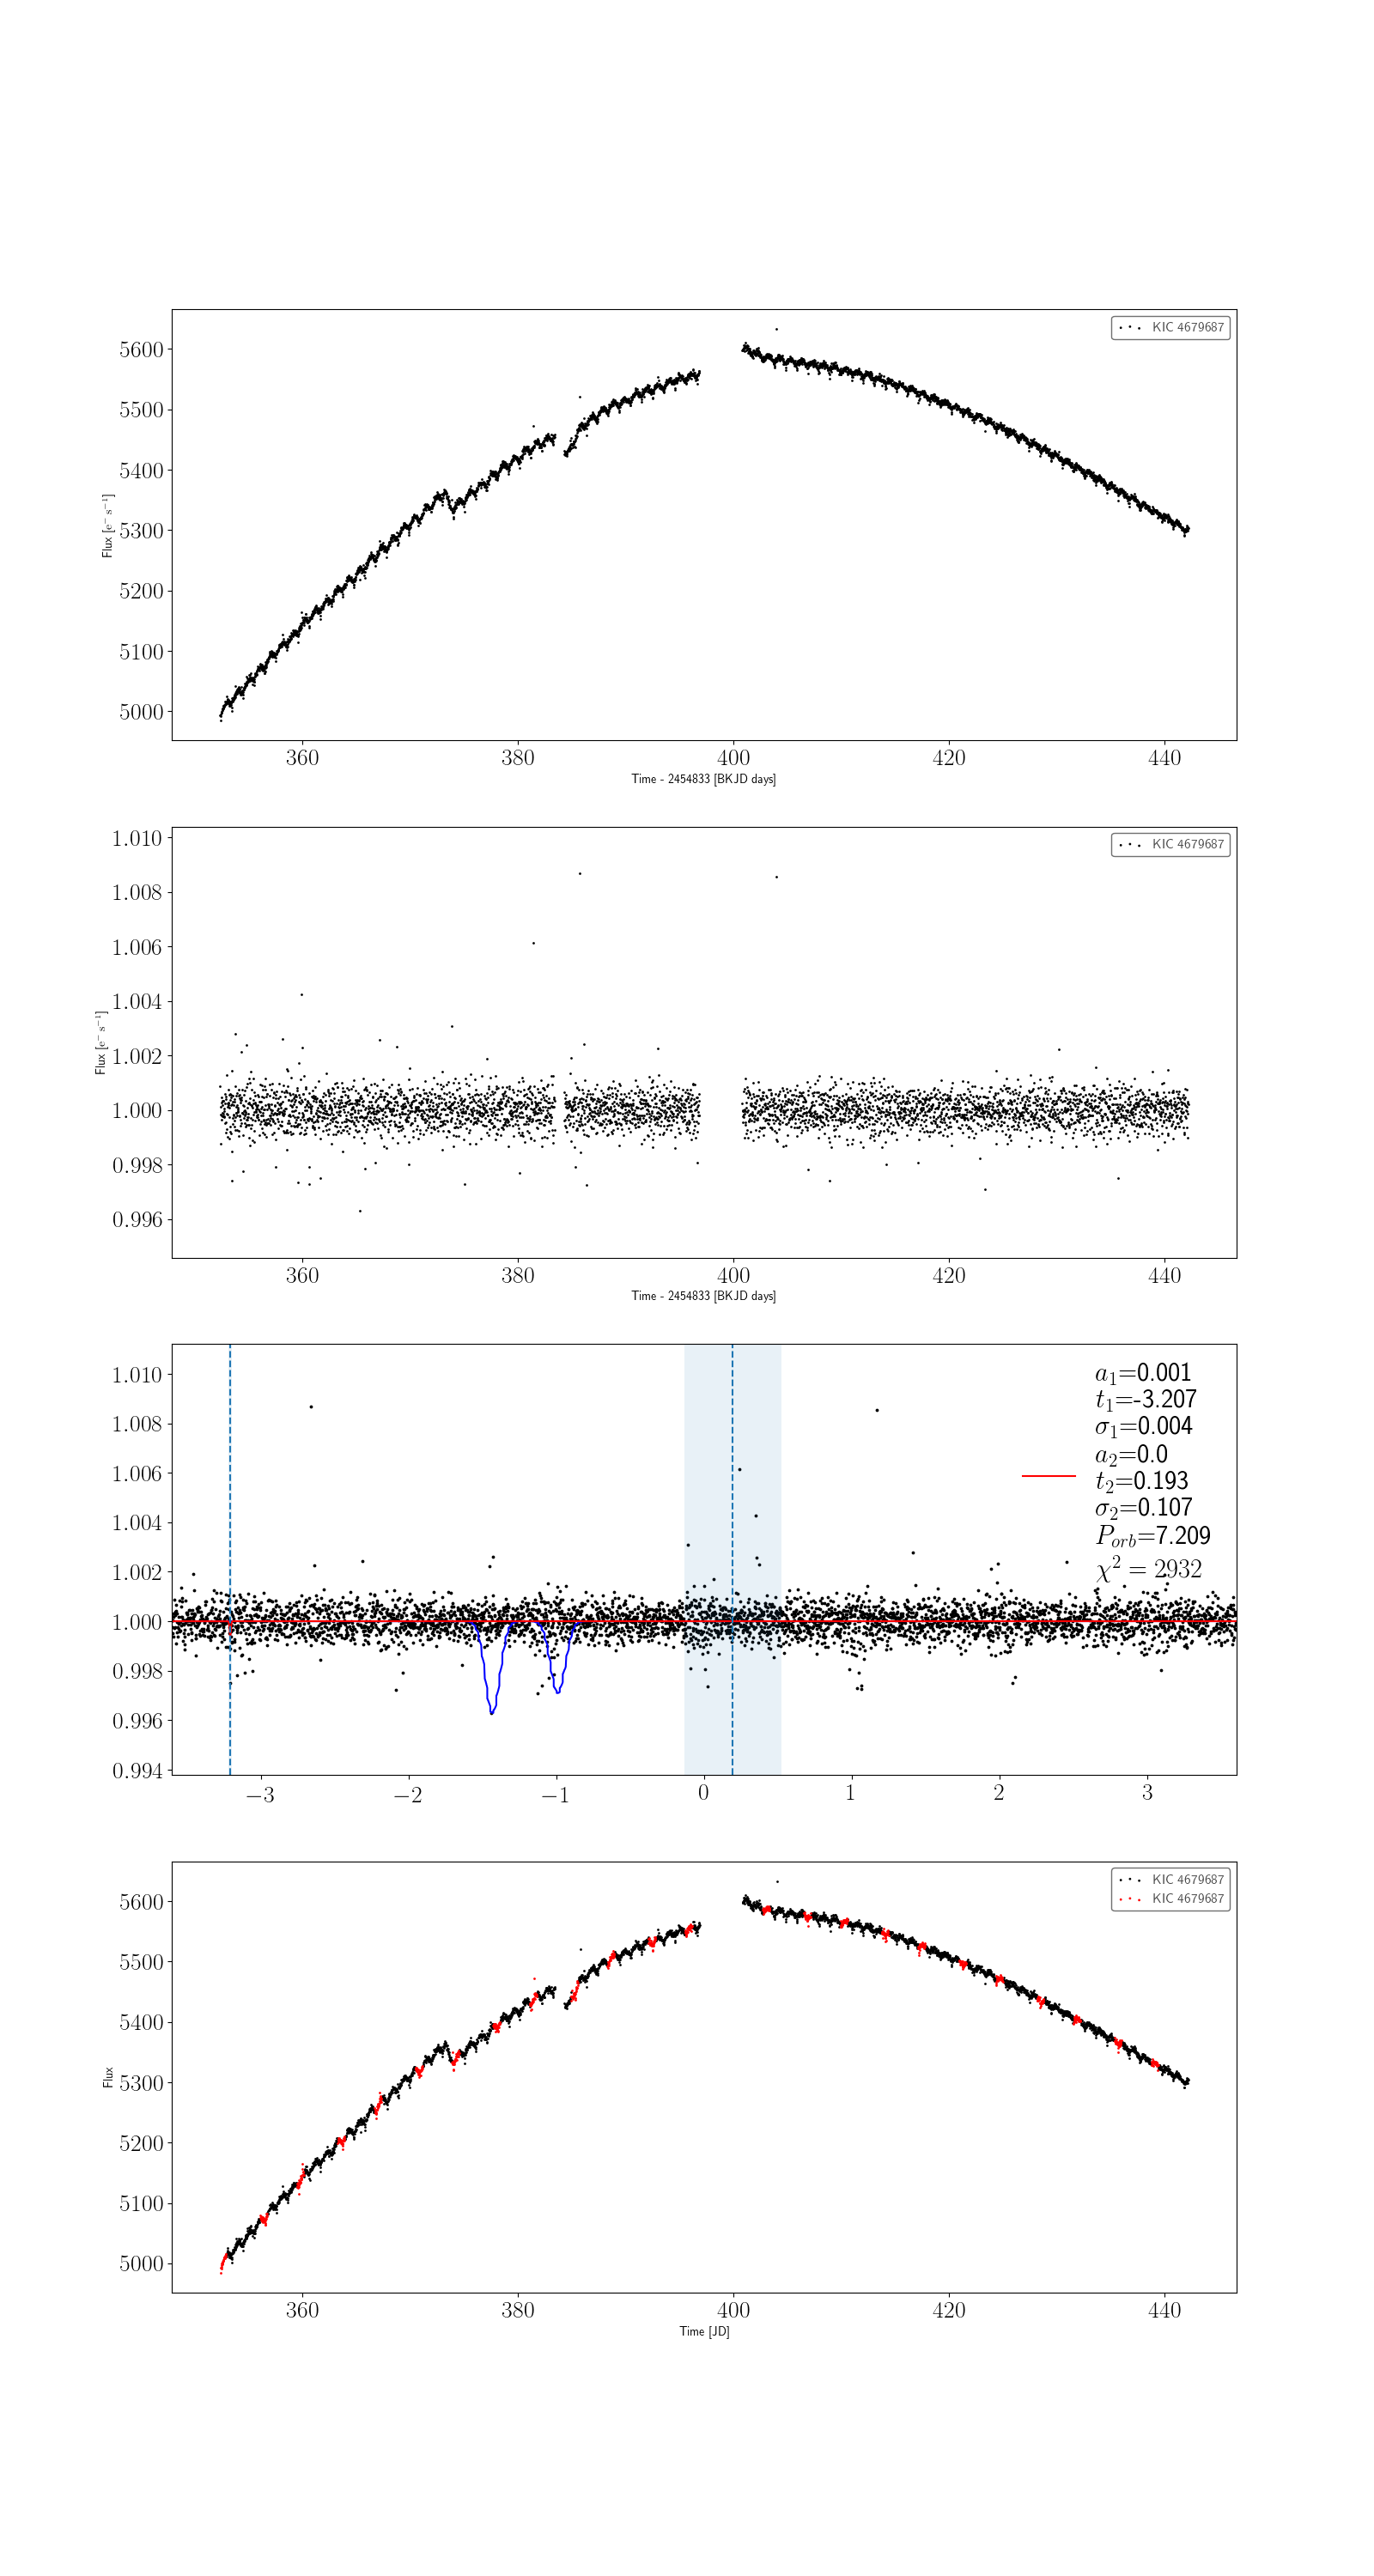 KIC 4679687
5600
5500
5400
5300
5200
5100
5000
Flux [e⁻ s⁻¹]
360 380 400 420 440
Time - 2454833 [BKJD days]
KIC 4679687
1.010
1.008
1.006
1.004
1.002
1.000
0.998
0.996
Flux [e⁻ s⁻¹]
360 380 400 420 440
Time - 2454833 [BKJD days]
1.010
1.008
1.006
1.004
1.002
1.000
0.998
0.996
0.994
a₁=0.001
t₁=-3.207
σ₁=0.004
a₂=0.0
t₂=0.193
σ₂=0.107
P_orb=7.209
χ² = 2932
−3 −2 −1 0 1 2 3
KIC 4679687
KIC 4679687
5600
5500
5400
5300
5200
5100
5000
Flux
360 380 400 420 440
Time [JD]